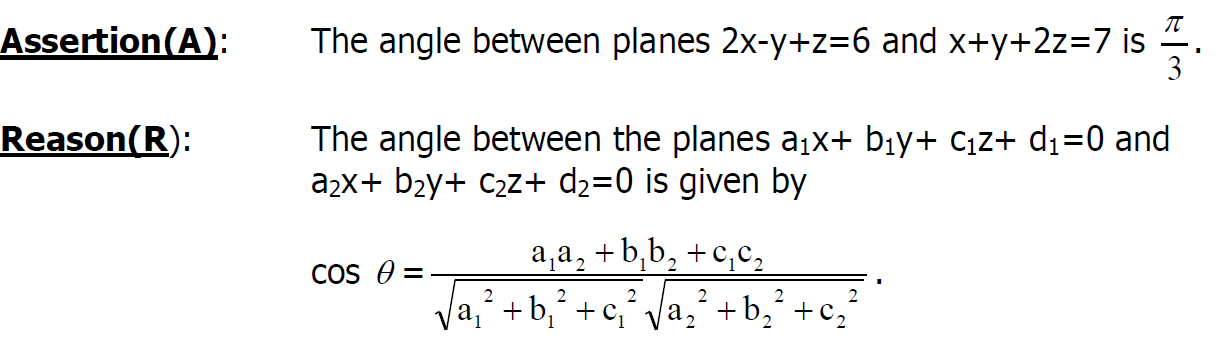 Assertion(A): The angle between planes 2x-y+z=6 and x+y+2z=7 is π/3.
Reason(R): The angle between the planes a₁x+ b₁y+ c₁z+ d₁=0 and
a₂x+ b₂y+ c₂z+ d₂=0 is given by
cos θ = (a₁a₂ + b₁b₂ + c₁c₂) / (√(a₁² + b₁² + c₁²) √(a₂² + b₂² + c₂²)).